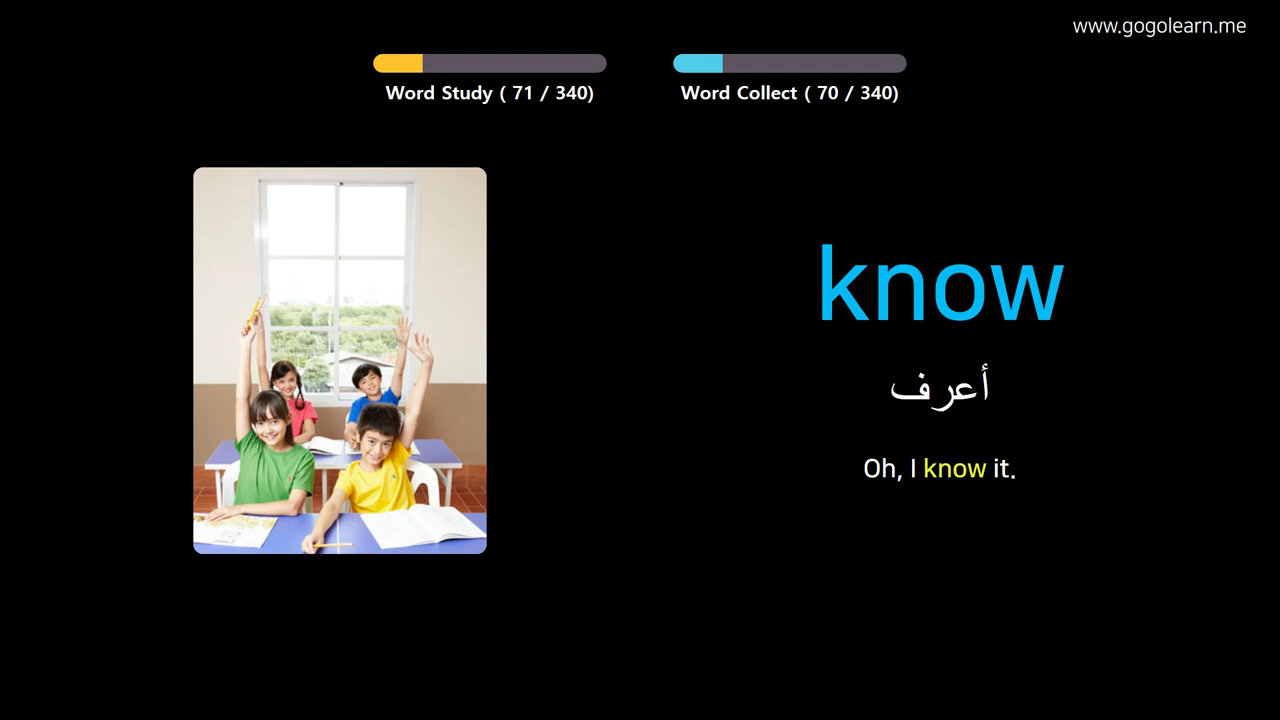 www.gogolearn.me
Word Study ( 71 / 340)
Word Collect ( 70 / 340)
know
أعرف
Oh, I know it.